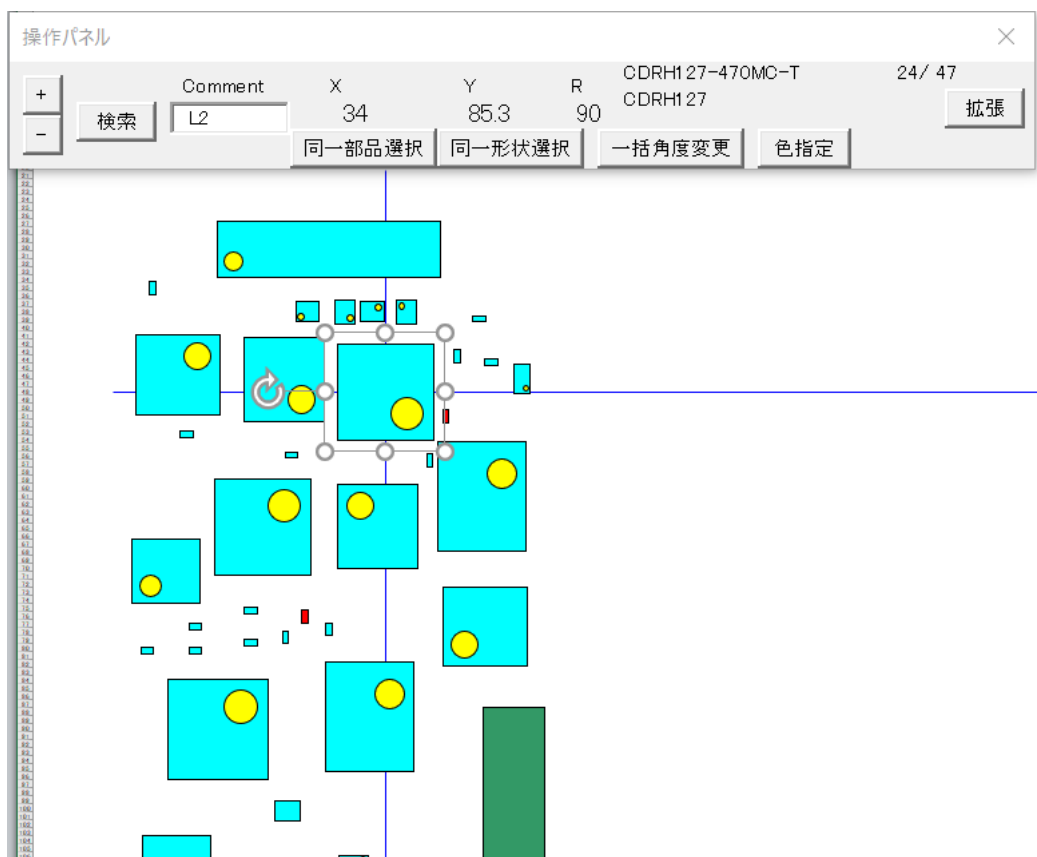 操作パネル
CDRH127-470MC-T 24/ 47
+ Comment X Y R CDRH127
検索 L2 34 85.3 90 拡張
-
同一部品選択 同一形状選択 一括角度変更 色指定